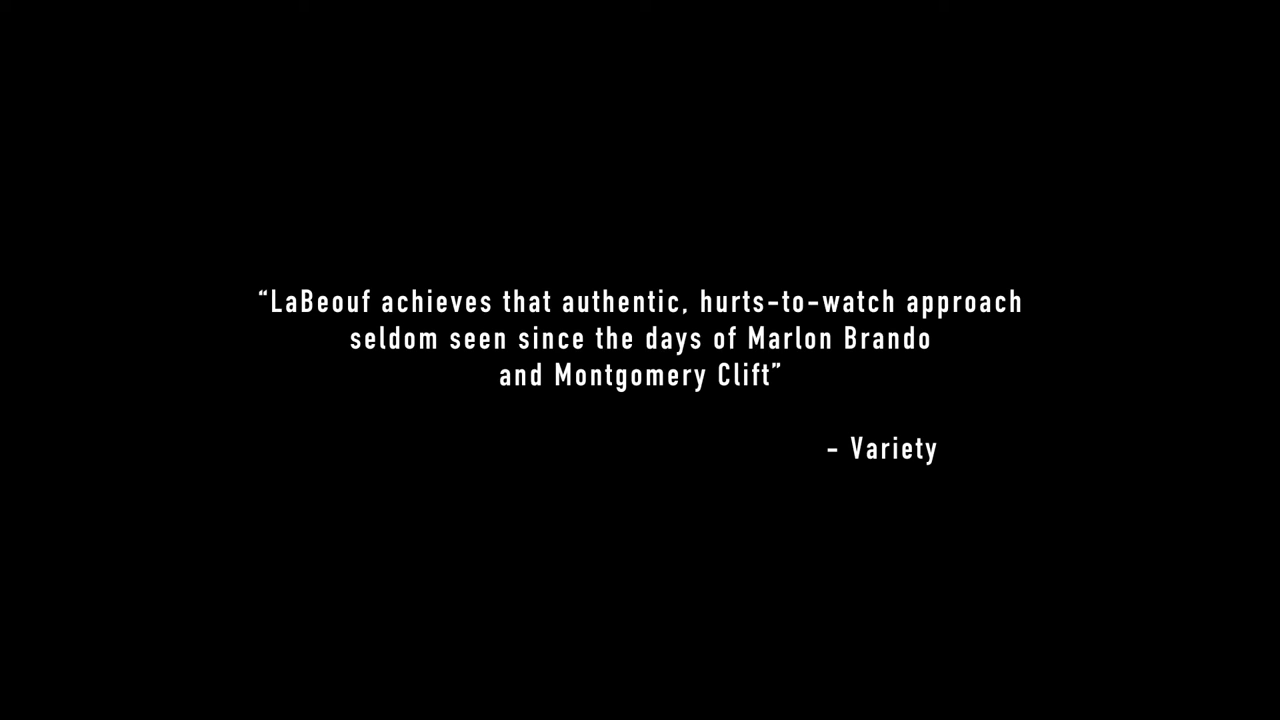 “LaBeouf achieves that authentic, hurts-to-watch approach
seldom seen since the days of Marlon Brando
and Montgomery Clift”
- Variety